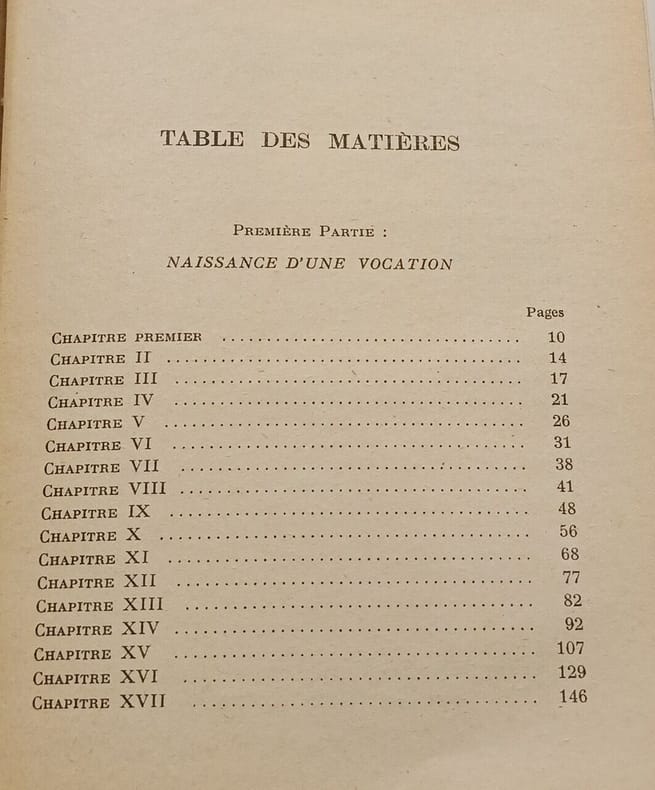 TABLE DES MATIÈRES
Première Partie :
NAISSANCE D'UNE VOCATION
Pages
Chapitre premier .................................. 10
Chapitre II .................................. 14
Chapitre III .................................. 17
Chapitre IV .................................. 21
Chapitre V .................................. 26
Chapitre VI .................................. 31
Chapitre VII .................................. 38
Chapitre VIII .................................. 41
Chapitre IX .................................. 48
Chapitre X .................................. 56
Chapitre XI .................................. 68
Chapitre XII .................................. 77
Chapitre XIII .................................. 82
Chapitre XIV .................................. 92
Chapitre XV .................................. 107
Chapitre XVI .................................. 129
Chapitre XVII .................................. 146